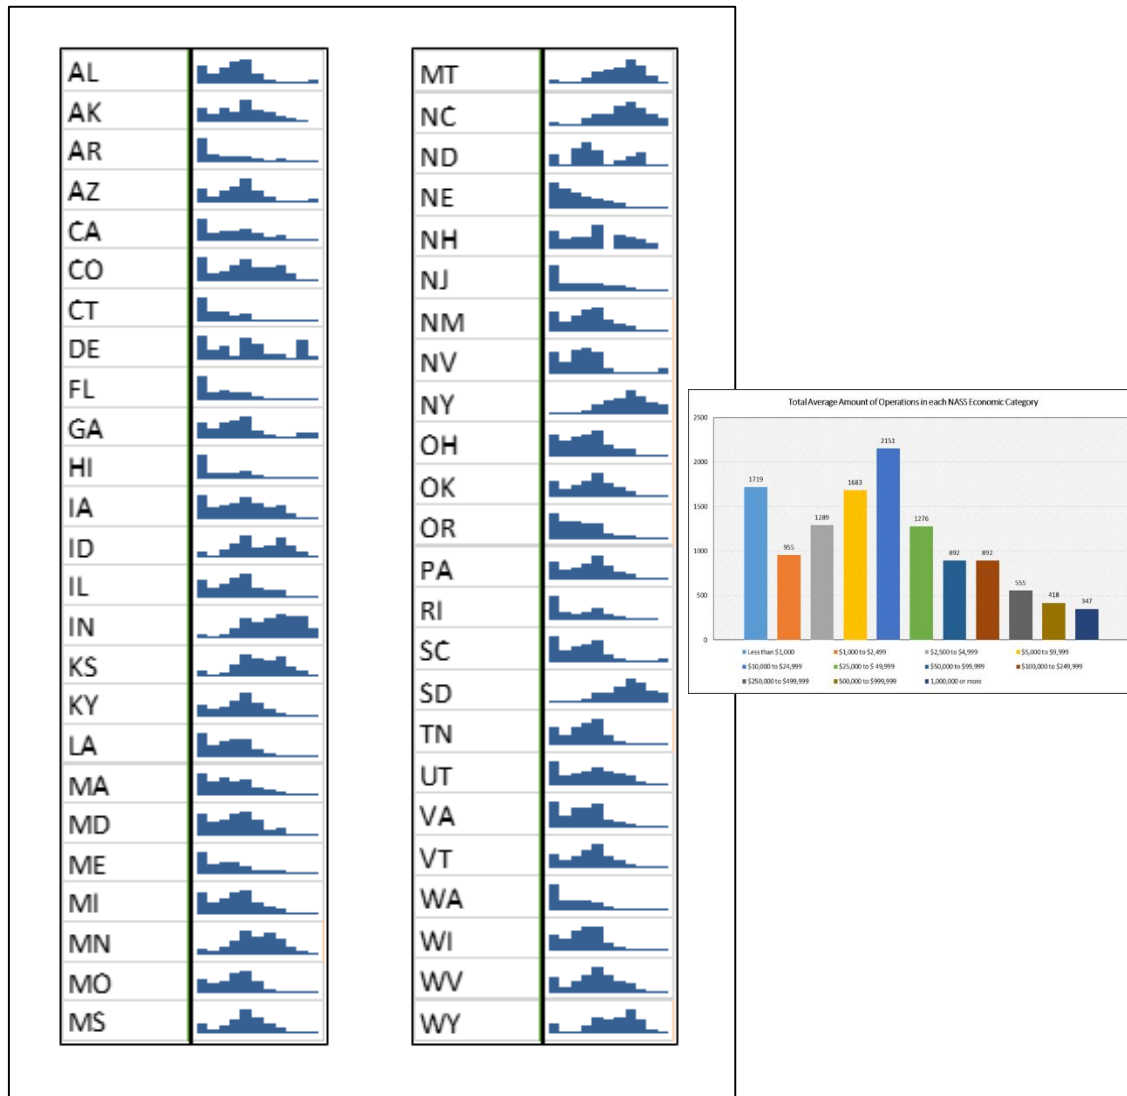 AL
AK
AR
AZ
CA
CO
CT
DE
FL
GA
HI
IA
ID
IL
IN
KS
KY
LA
MA
MD
ME
MI
MN
MO
MS
MT
NC
ND
NE
NH
NJ
NM
NV
NY
OH
OK
OR
PA
RI
SC
SD
TN
UT
VA
VT
WA
WI
WV
WY
Total Average Amount of Operations in each NASS Economic Category
2500
2000
1500
1000
500
0
1719
955
1289
1683
2151
1276
892
892
555
418
347
Less than $1,000 $1,000 to $2,499 $2,500 to $4,999 $5,000 to $9,999
$10,000 to $24,999 $25,000 to $ 49,999 $50,000 to $99,999 $100,000 to $249,999
$250,000 to $499,999 500,000 to $999,999 1,000,000 or more